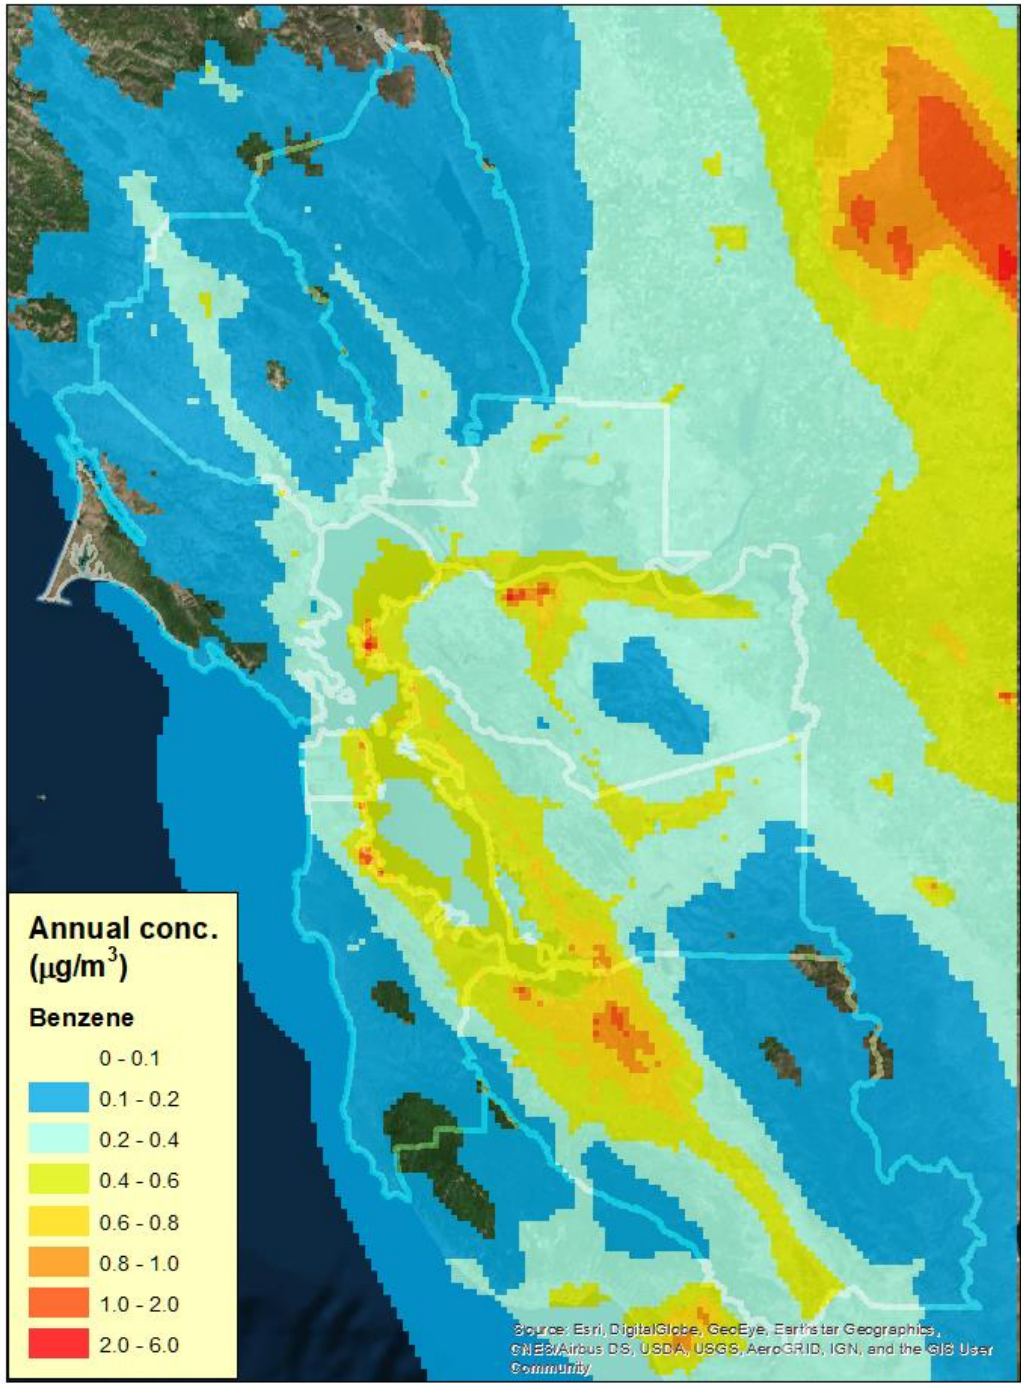 Annual conc.
(µg/m³)
Benzene
0 - 0.1
0.1 - 0.2
0.2 - 0.4
0.4 - 0.6
0.6 - 0.8
0.8 - 1.0
1.0 - 2.0
2.0 - 6.0
Source: Esri, DigitalGlobe, GeoEye, Earthstar Geographics,
CNES/Airbus DS, USDA, USGS, AeroGRID, IGN, and the GIS User
Community